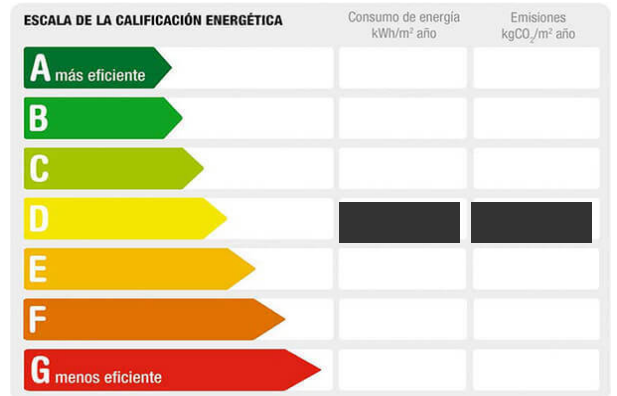 ESCALA DE LA CALIFICACIÓN ENERGÉTICA
Consumo de energía
kWh/m² año
Emisiones
kgCO₂/m² año
A más eficiente
B
C
D
E
F
G menos eficiente